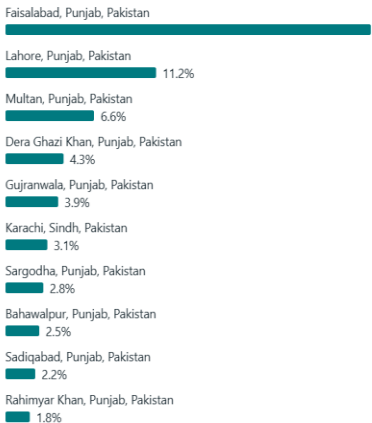 Faisalabad, Punjab, Pakistan
Lahore, Punjab, Pakistan
11.2%
Multan, Punjab, Pakistan
6.6%
Dera Ghazi Khan, Punjab, Pakistan
4.3%
Gujranwala, Punjab, Pakistan
3.9%
Karachi, Sindh, Pakistan
3.1%
Sargodha, Punjab, Pakistan
2.8%
Bahawalpur, Punjab, Pakistan
2.5%
Sadiqabad, Punjab, Pakistan
2.2%
Rahimyar Khan, Punjab, Pakistan
1.8%